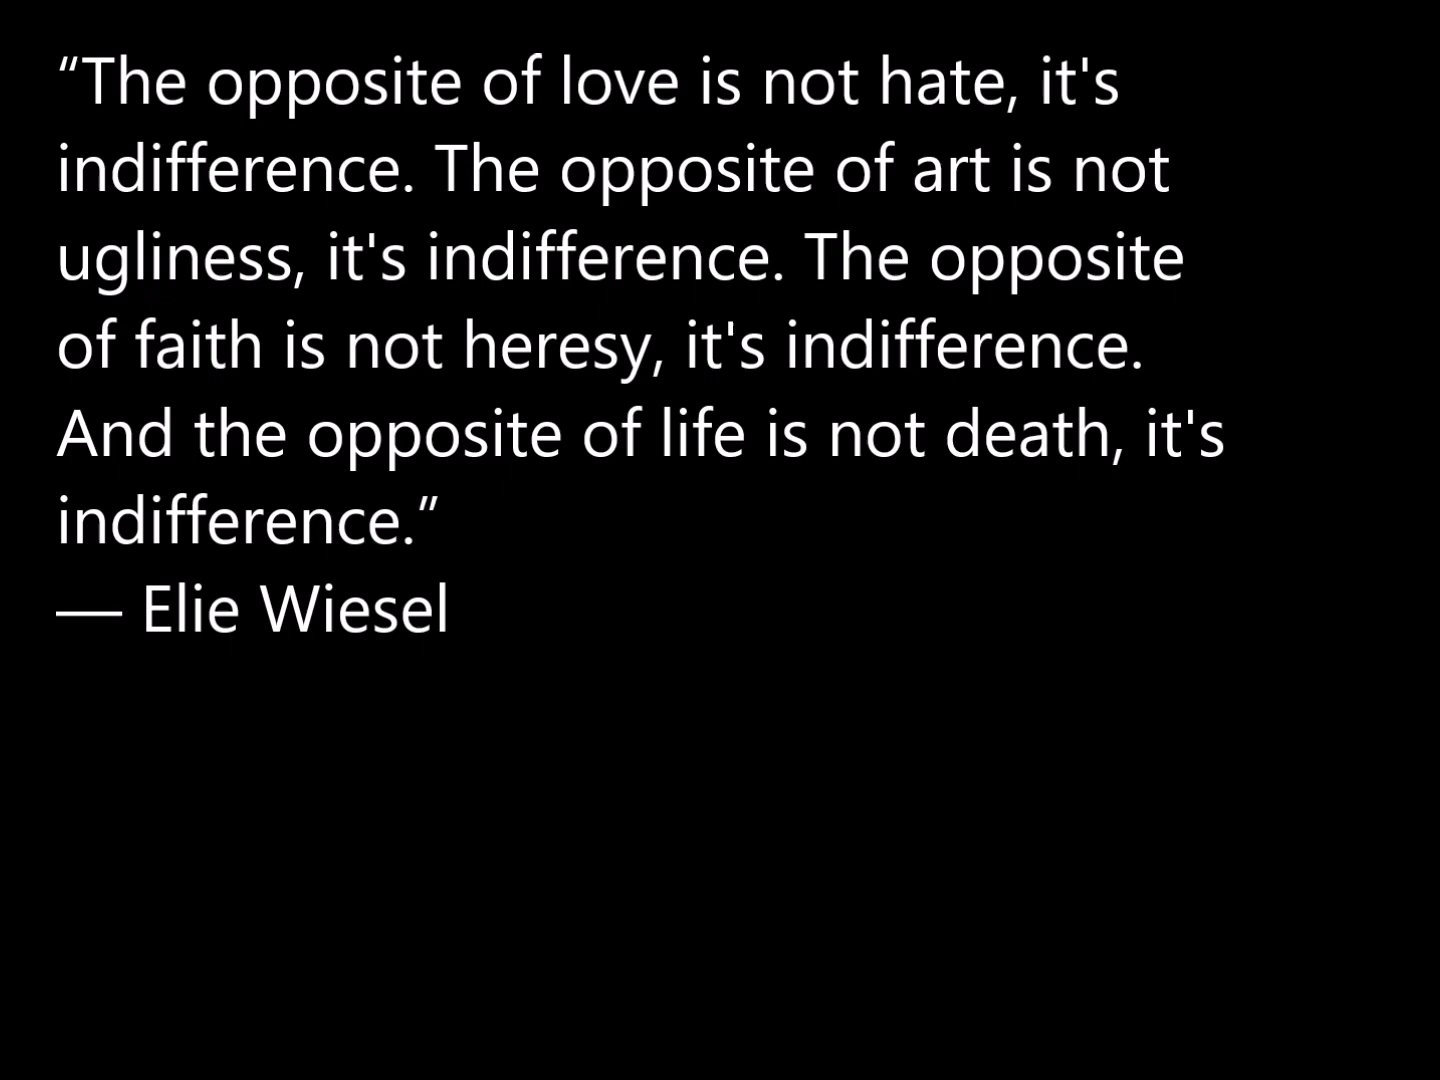 “The opposite of love is not hate, it's
indifference. The opposite of art is not
ugliness, it's indifference. The opposite
of faith is not heresy, it's indifference.
And the opposite of life is not death, it's
indifference.”
― Elie Wiesel